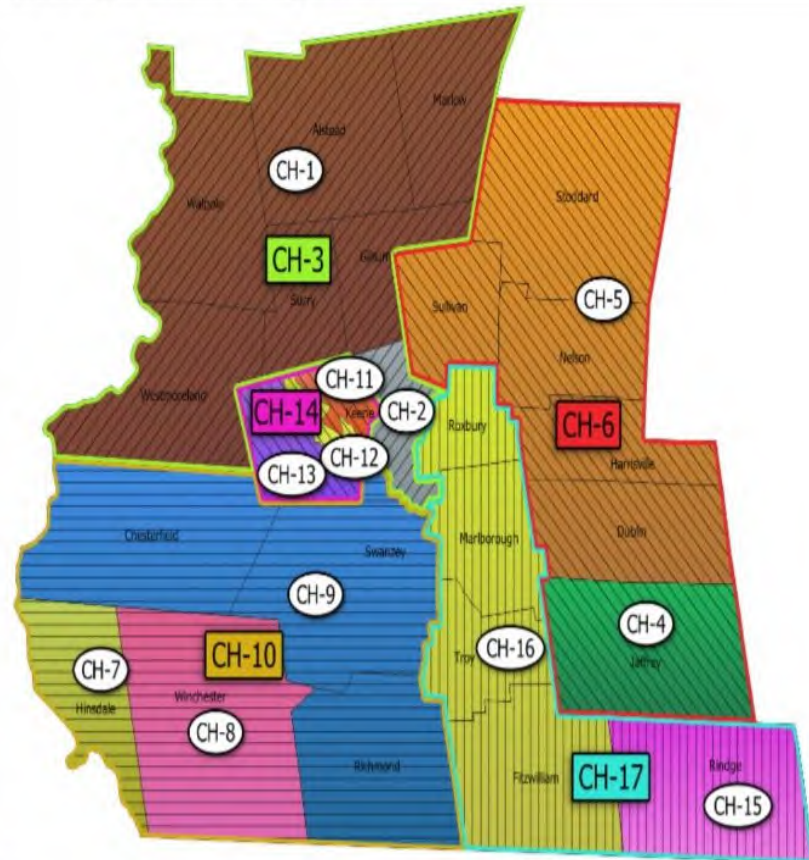 Marlow
Alstead
CH-1
Stoddard
Walpole
CH-3
Gilsum
Surry
CH-5
Sullivan
Nelson
CH-11
Westmoreland
CH-14
Keene
CH-2
CH-6
Roxbury
CH-12
Harrisville
CH-13
Dublin
Chesterfield
Marlborough
Swanzey
CH-9
CH-4
CH-16
CH-10
Troy
Jaffrey
CH-7
Winchester
Hinsdale
CH-8
Richmond
Rindge
Fitzwilliam
CH-17
CH-15